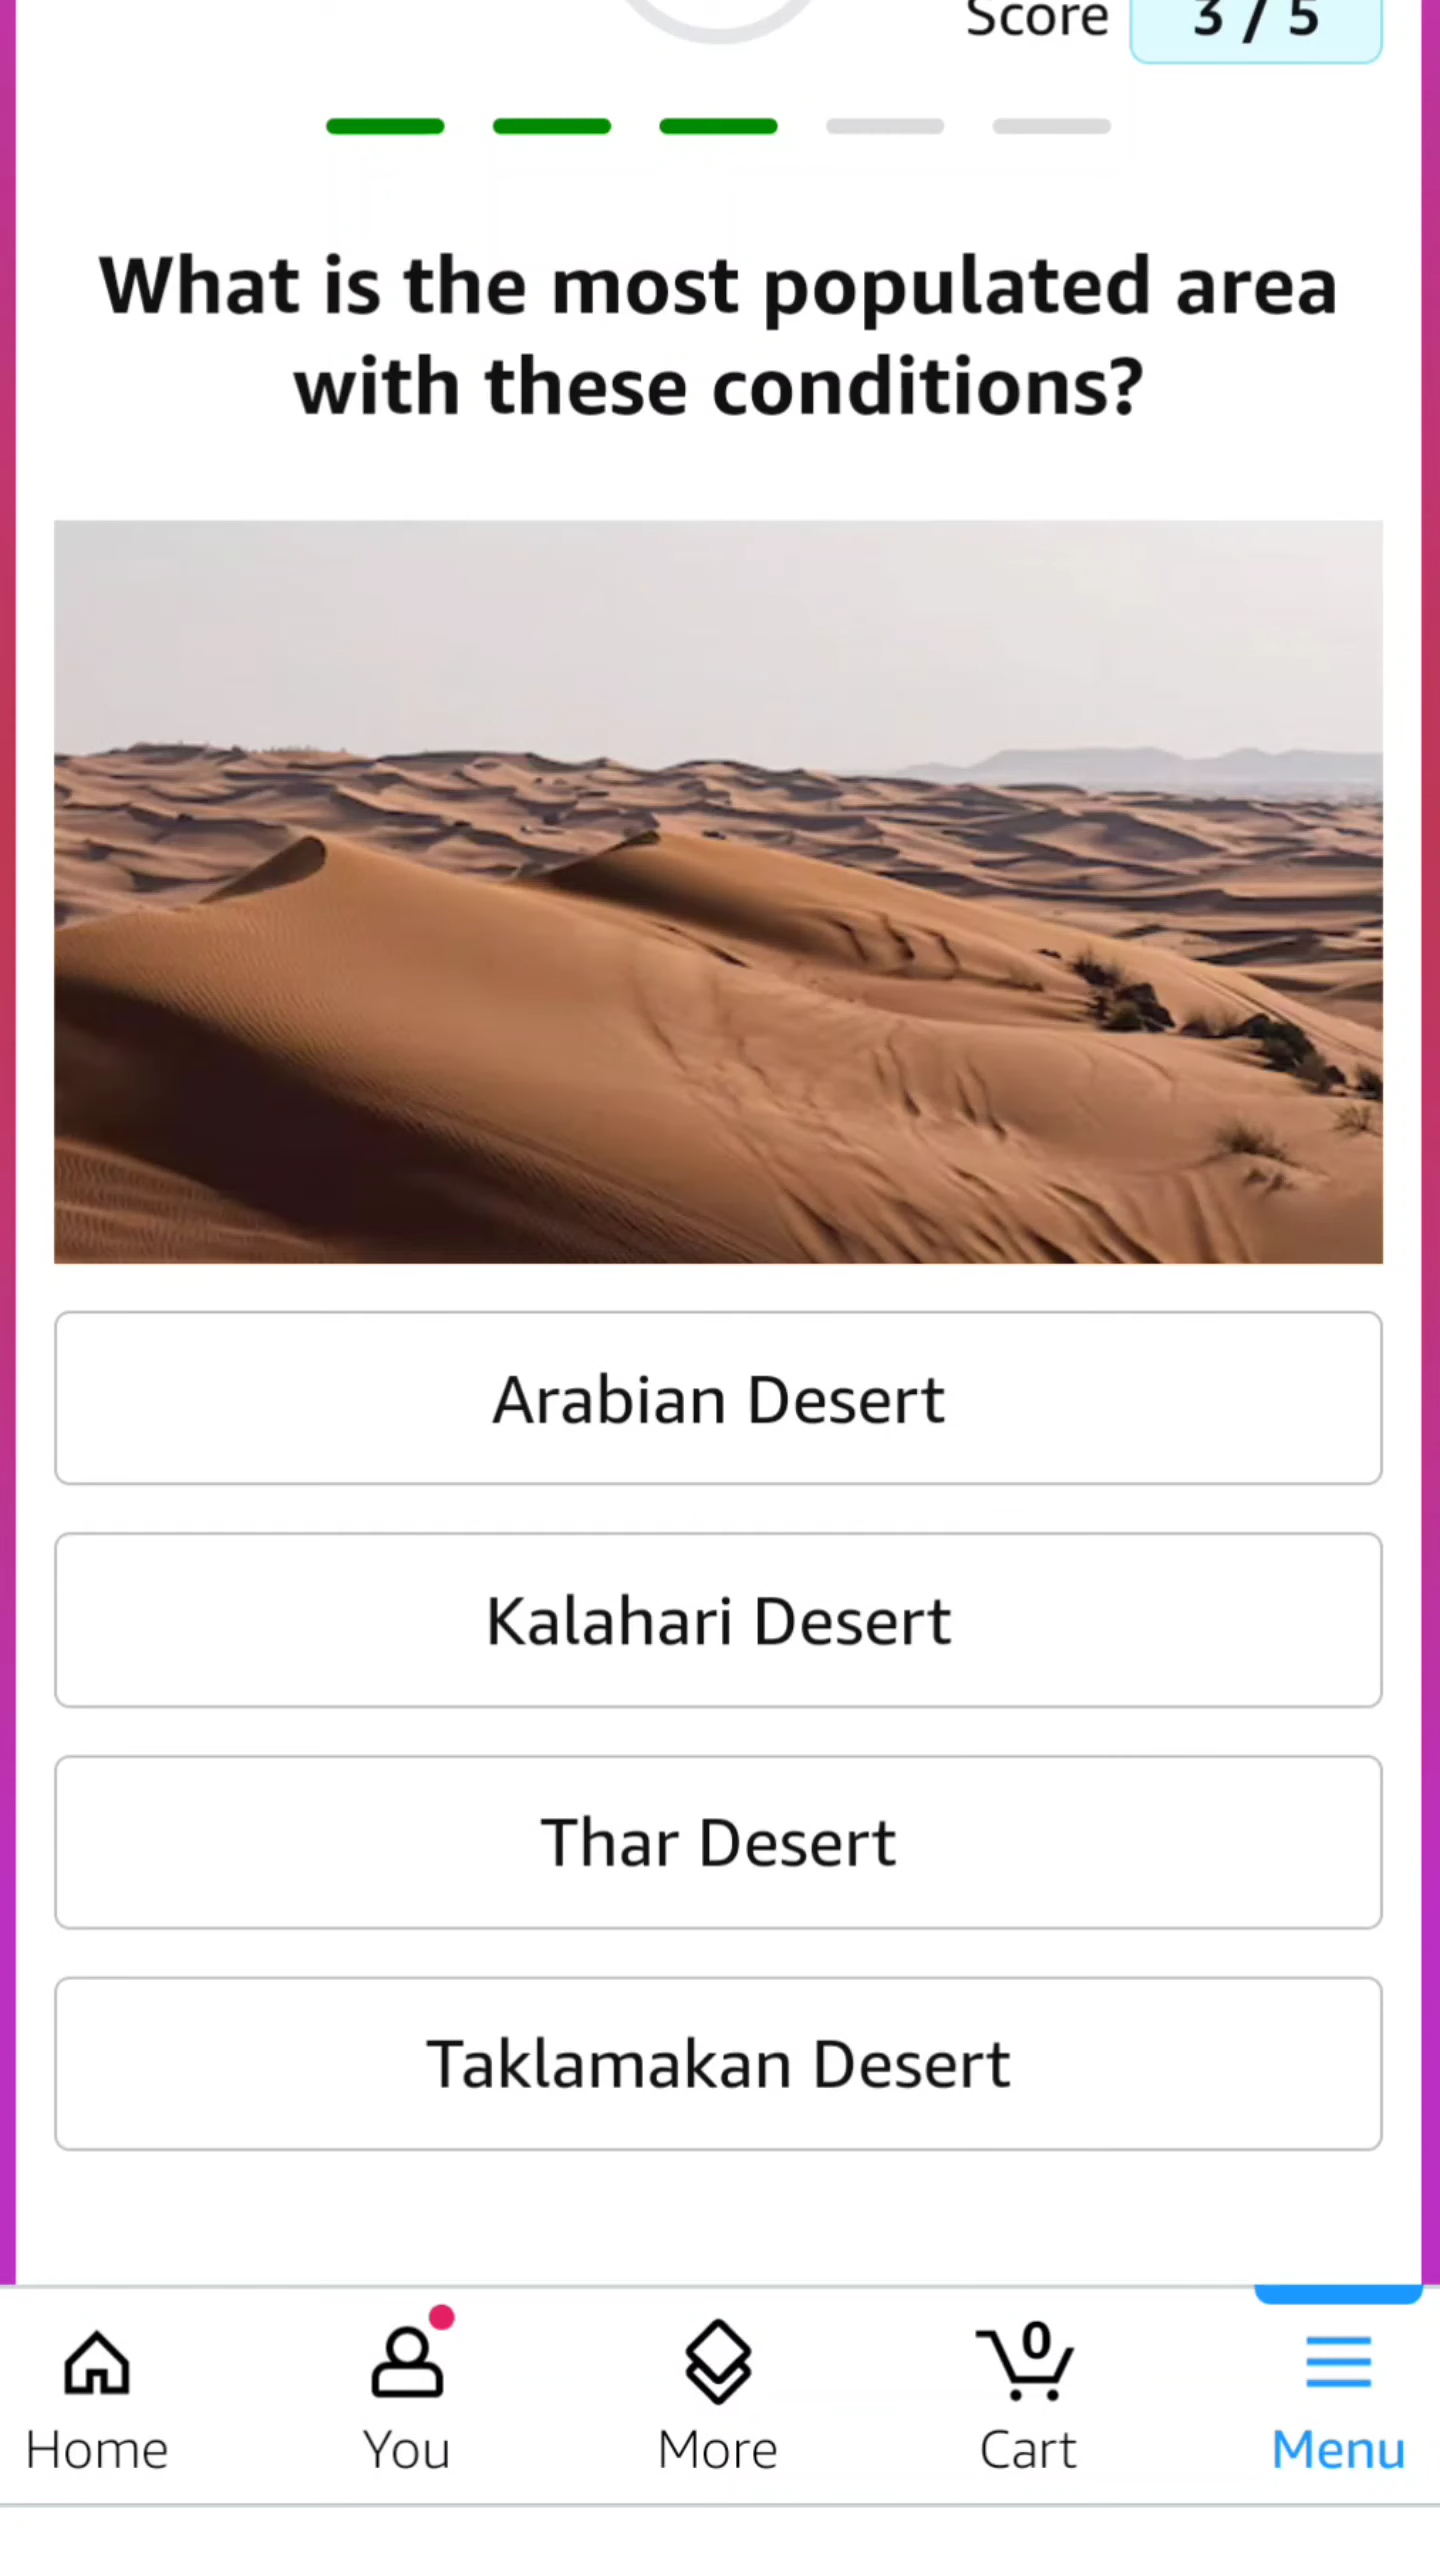 Score 3 / 5
What is the most populated area
with these conditions?
Arabian Desert
Kalahari Desert
Thar Desert
Taklamakan Desert
0
Home You More Cart Menu